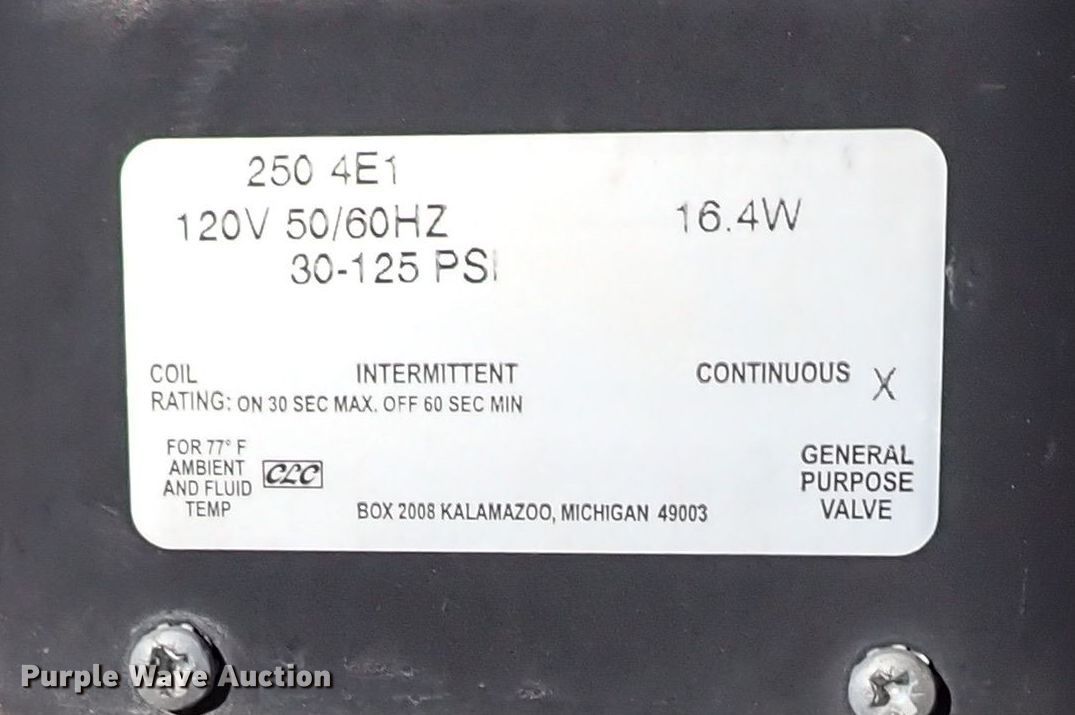 250 4E1
120V 50/60HZ 16.4W
30-125 PSI
COIL INTERMITTENT CONTINUOUS X
RATING: ON 30 SEC MAX. OFF 60 SEC MIN
FOR 77° F
AMBIENT
AND FLUID
TEMP
CLC
BOX 2008 KALAMAZOO, MICHIGAN 49003
GENERAL
PURPOSE
VALVE
Purple Wave Auction